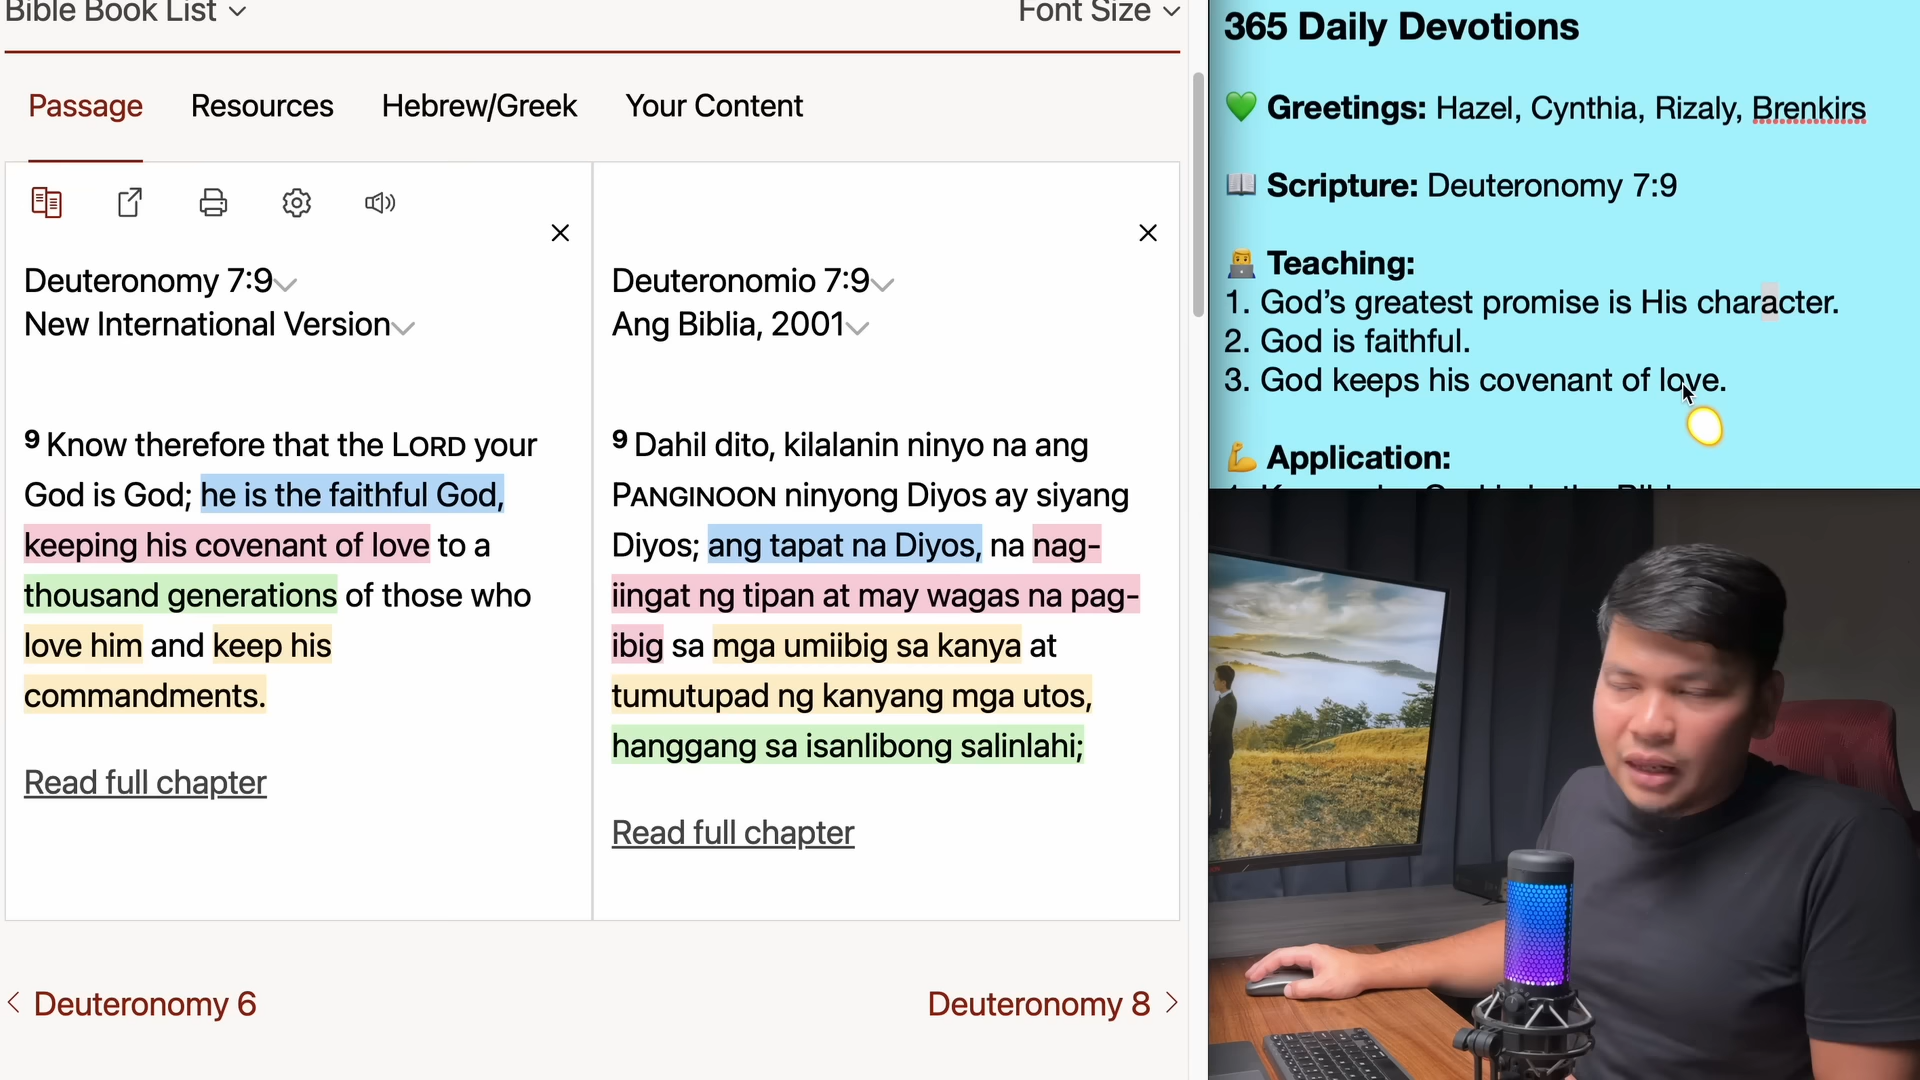 Bible Book List
Font Size
Passage
Resources
Hebrew/Greek
Your Content
Deuteronomy 7:9
New International Version
9 Know therefore that the LORD your
God is God; he is the faithful God,
keeping his covenant of love to a
thousand generations of those who
love him and keep his
commandments.
Read full chapter
Deuteronomio 7:9
Ang Biblia, 2001
9 Dahil dito, kilalanin ninyo na ang
PANGINOON ninyong Diyos ay siyang
Diyos; ang tapat na Diyos, na nag-
iingat ng tipan at may wagas na pag-
ibig sa mga umiibig sa kanya at
tumutupad ng kanyang mga utos,
hanggang sa isanlibong salinlahi;
Read full chapter
Deuteronomy 6
Deuteronomy 8
365 Daily Devotions
💚 Greetings: Hazel, Cynthia, Rizaly, Brenkirs
📖 Scripture: Deuteronomy 7:9
👨‍💻 Teaching:
1. God’s greatest promise is His character.
2. God is faithful.
3. God keeps his covenant of love.
💪 Application: